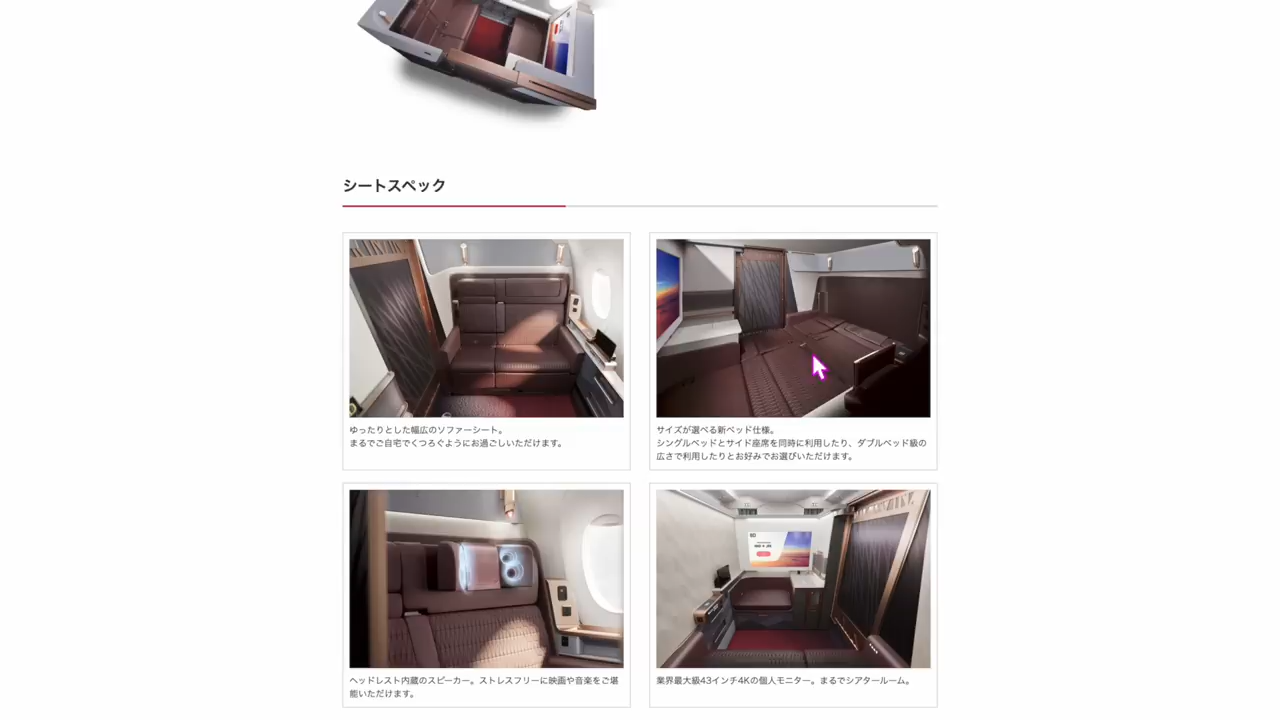 シートスペック
ゆったりとした幅広のソファーシート。
まるでご自宅でくつろぐようにお過ごしいただけます。
サイズが選べる新ベッド仕様。
シングルベッドとサイド座席を同時に利用したり、ダブルベッド級の
広さで利用したりとお好みでお選びいただけます。
ヘッドレスト内蔵のスピーカー。ストレスフリーに映画や音楽をご堪
能いただけます。
業界最大級43インチ4Kの個人モニター。まるでシアタールーム。